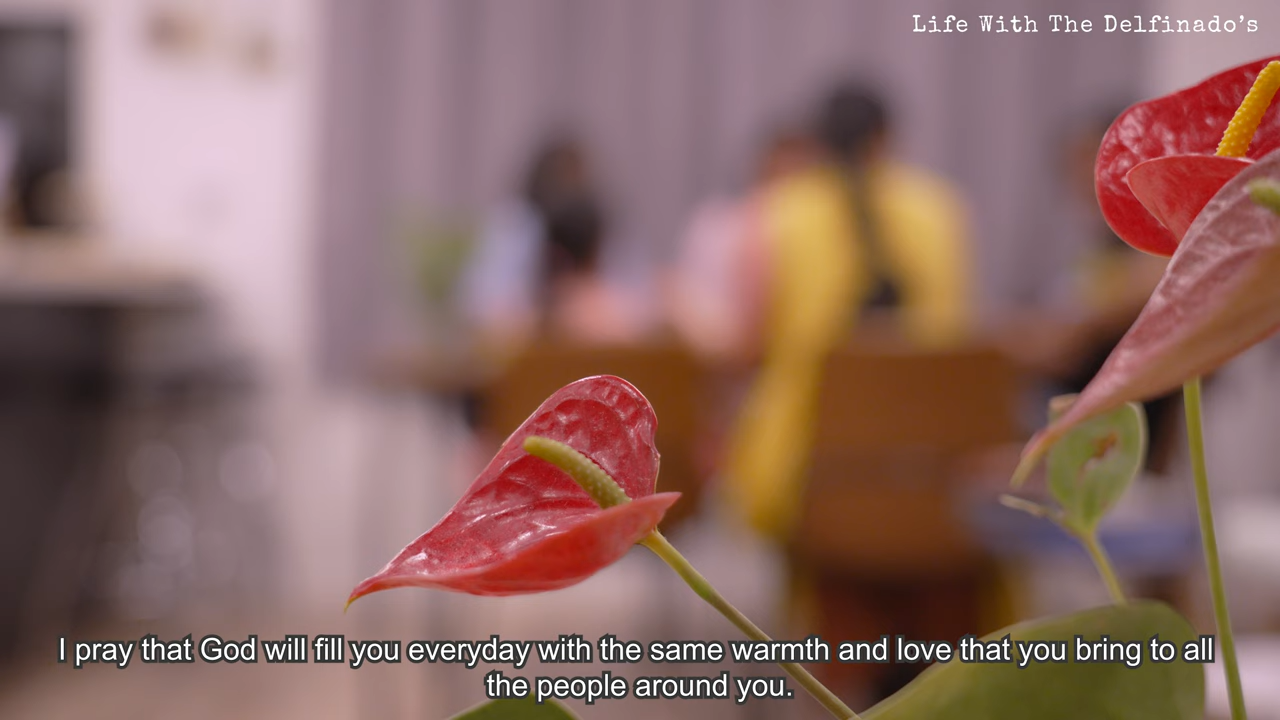 Life With The Delfinado's
I pray that God will fill you everyday with the same warmth and love that you bring to all
the people around you.